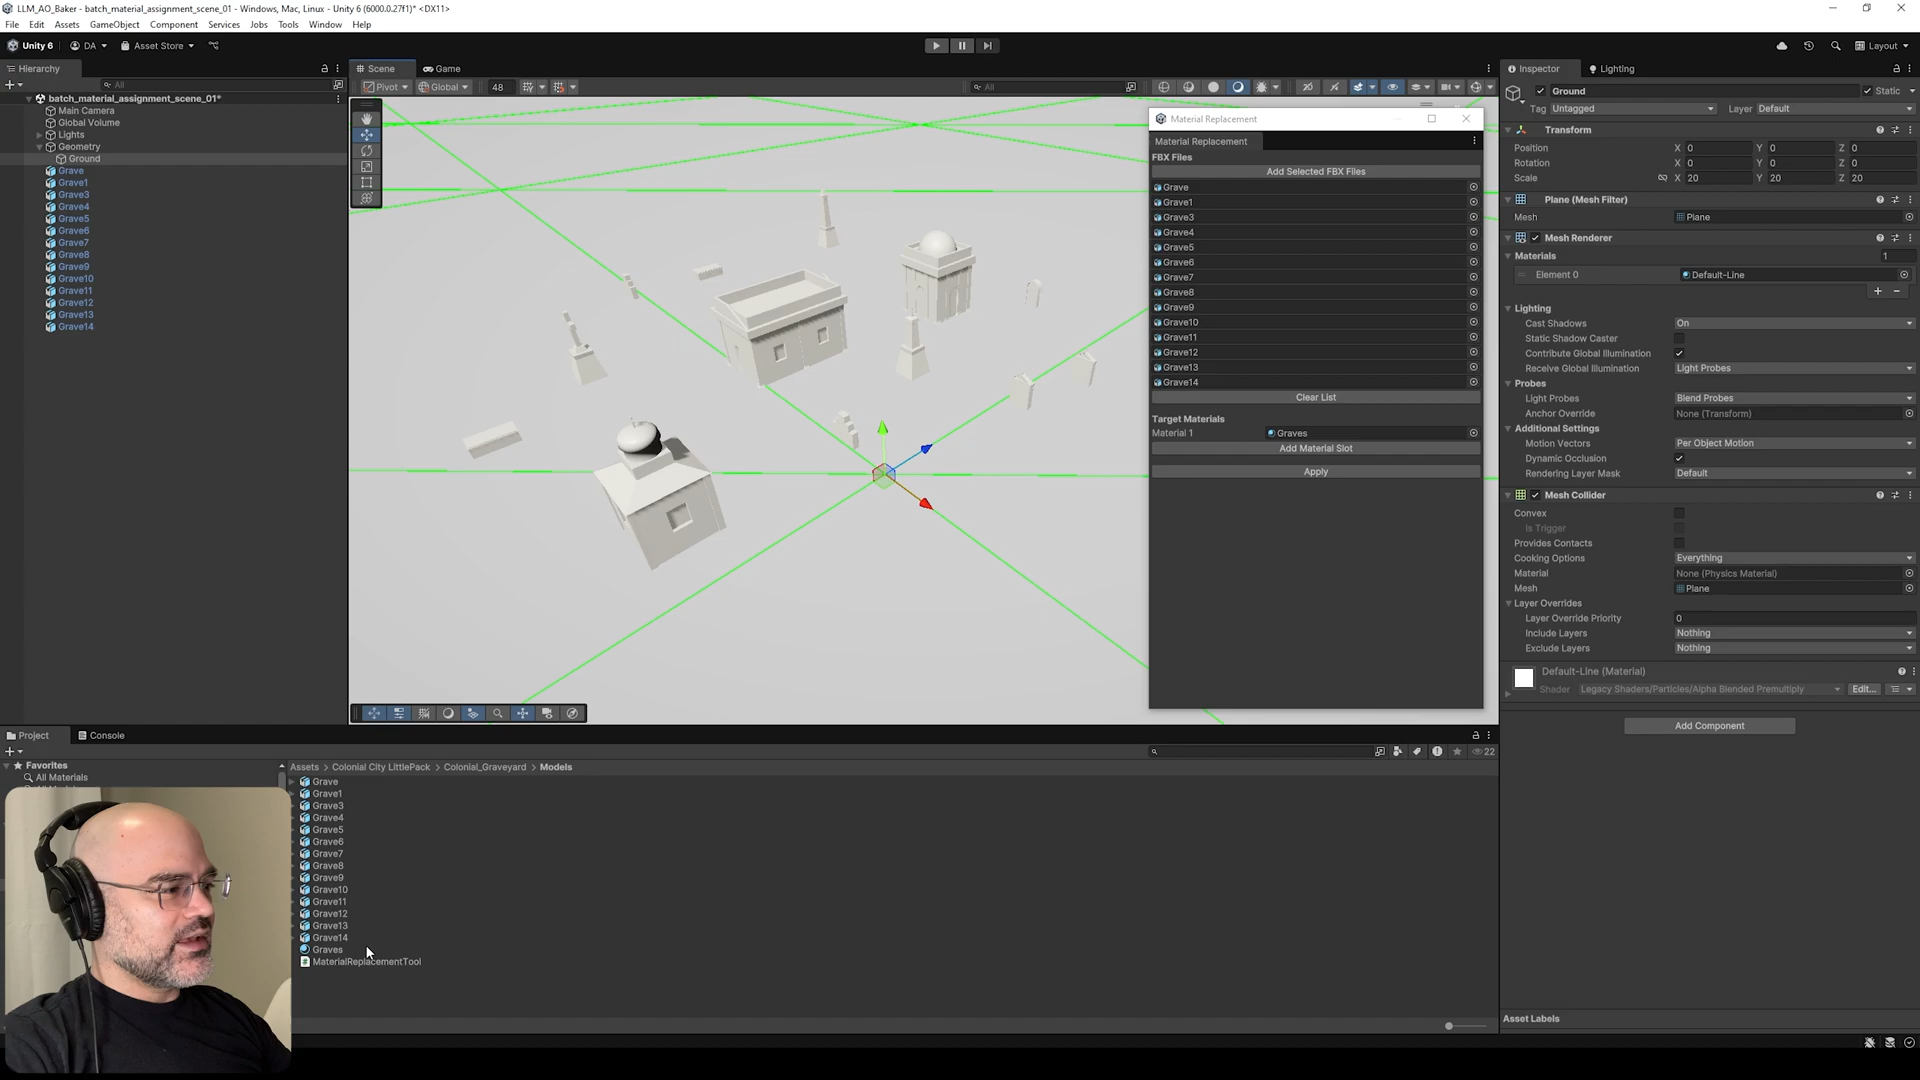 LLM_AO_Baker - batch_material_assignment_scene_01* - Windows, Mac, Linux - Unity 6 (6000.0.27f1)* <DX11>
File Edit Assets GameObject Component Services Jobs Tools Window Help
Unity 6 DA Asset Store Layout
Hierarchy
All
batch_material_assignment_scene_01*
Main Camera
Global Volume
Lights
Geometry
Ground
Grave
Grave1
Grave3
Grave4
Grave5
Grave6
Grave7
Grave8
Grave9
Grave10
Grave11
Grave12
Grave13
Grave14
Scene Game
Pivot Global 48 All
Material Replacement
Material Replacement
FBX Files
Add Selected FBX Files
Grave
Grave1
Grave3
Grave4
Grave5
Grave6
Grave7
Grave8
Grave9
Grave10
Grave11
Grave12
Grave13
Grave14
Clear List
Target Materials
Material 1 Graves
Add Material Slot
Apply
Inspector Lighting
Ground Static
Tag Untagged Layer Default
Transform
Position X 0 Y 0 Z 0
Rotation X 0 Y 0 Z 0
Scale X 20 Y 20 Z 20
Plane (Mesh Filter)
Mesh Plane
Mesh Renderer
Materials 1
Element 0 Default-Line
Lighting
Cast Shadows On
Static Shadow Caster
Contribute Global Illumination
Receive Global Illumination Light Probes
Probes
Light Probes Blend Probes
Anchor Override None (Transform)
Additional Settings
Motion Vectors Per Object Motion
Dynamic Occlusion
Rendering Layer Mask Default
Mesh Collider
Convex
Is Trigger
Provides Contacts
Cooking Options Everything
Material None (Physics Material)
Mesh Plane
Layer Overrides
Layer Override Priority 0
Include Layers Nothing
Exclude Layers Nothing
Default-Line (Material)
Shader Legacy Shaders/Particles/Alpha Blended Premultiply Edit...
Add Component
Asset Labels
Project Console
22
Favorites
All Materials
Assets > Colonial City LittlePack > Colonial_Graveyard > Models
Grave
Grave1
Grave3
Grave4
Grave5
Grave6
Grave7
Grave8
Grave9
Grave10
Grave11
Grave12
Grave13
Grave14
Graves
MaterialReplacementTool